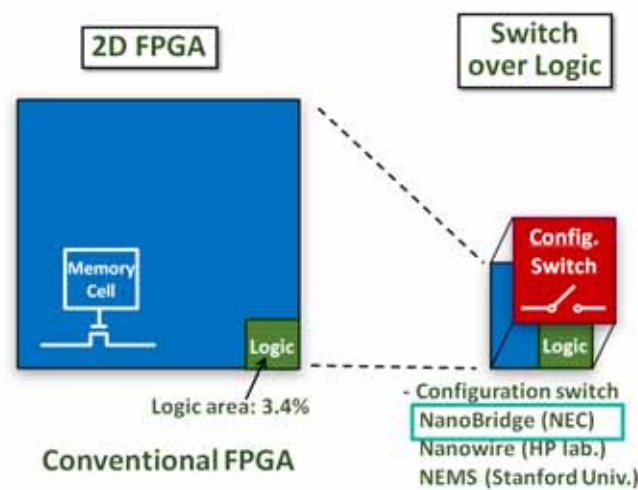 2D FPGA
Switch
over Logic
Memory
Cell
Logic
Config.
Switch
Logic
Logic area: 3.4%
Conventional FPGA
- Configuration switch
NanoBridge (NEC)
Nanowire (HP lab.)
NEMS (Stanford Univ.)